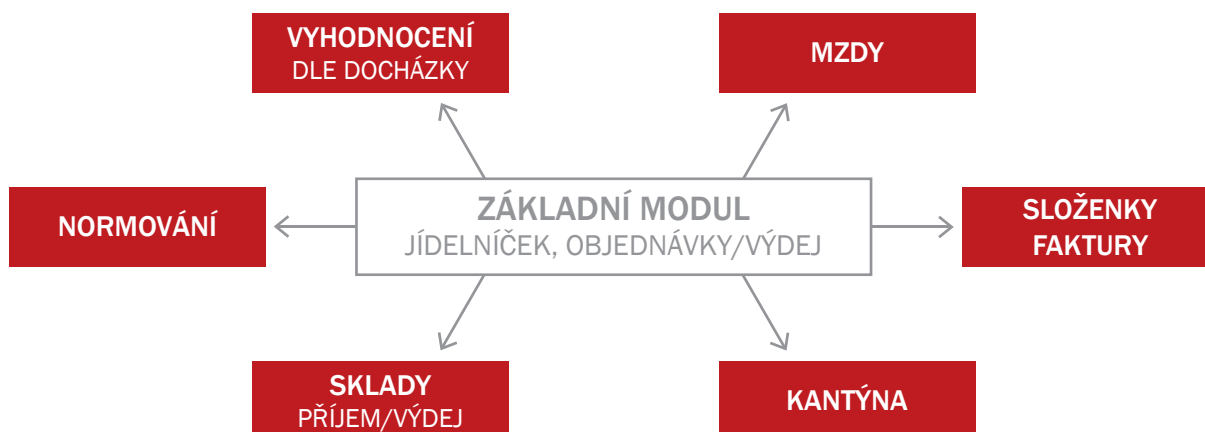 VYHODNOCENÍ
DLE DOCHÁZKY
MZDY
NORMOVÁNÍ
ZÁKLADNÍ MODUL
JÍDELNÍČEK, OBJEDNÁVKY/VÝDEJ
SLOŽENKY
FAKTURY
SKLADY
PŘÍJEM/VÝDEJ
KANTÝNA